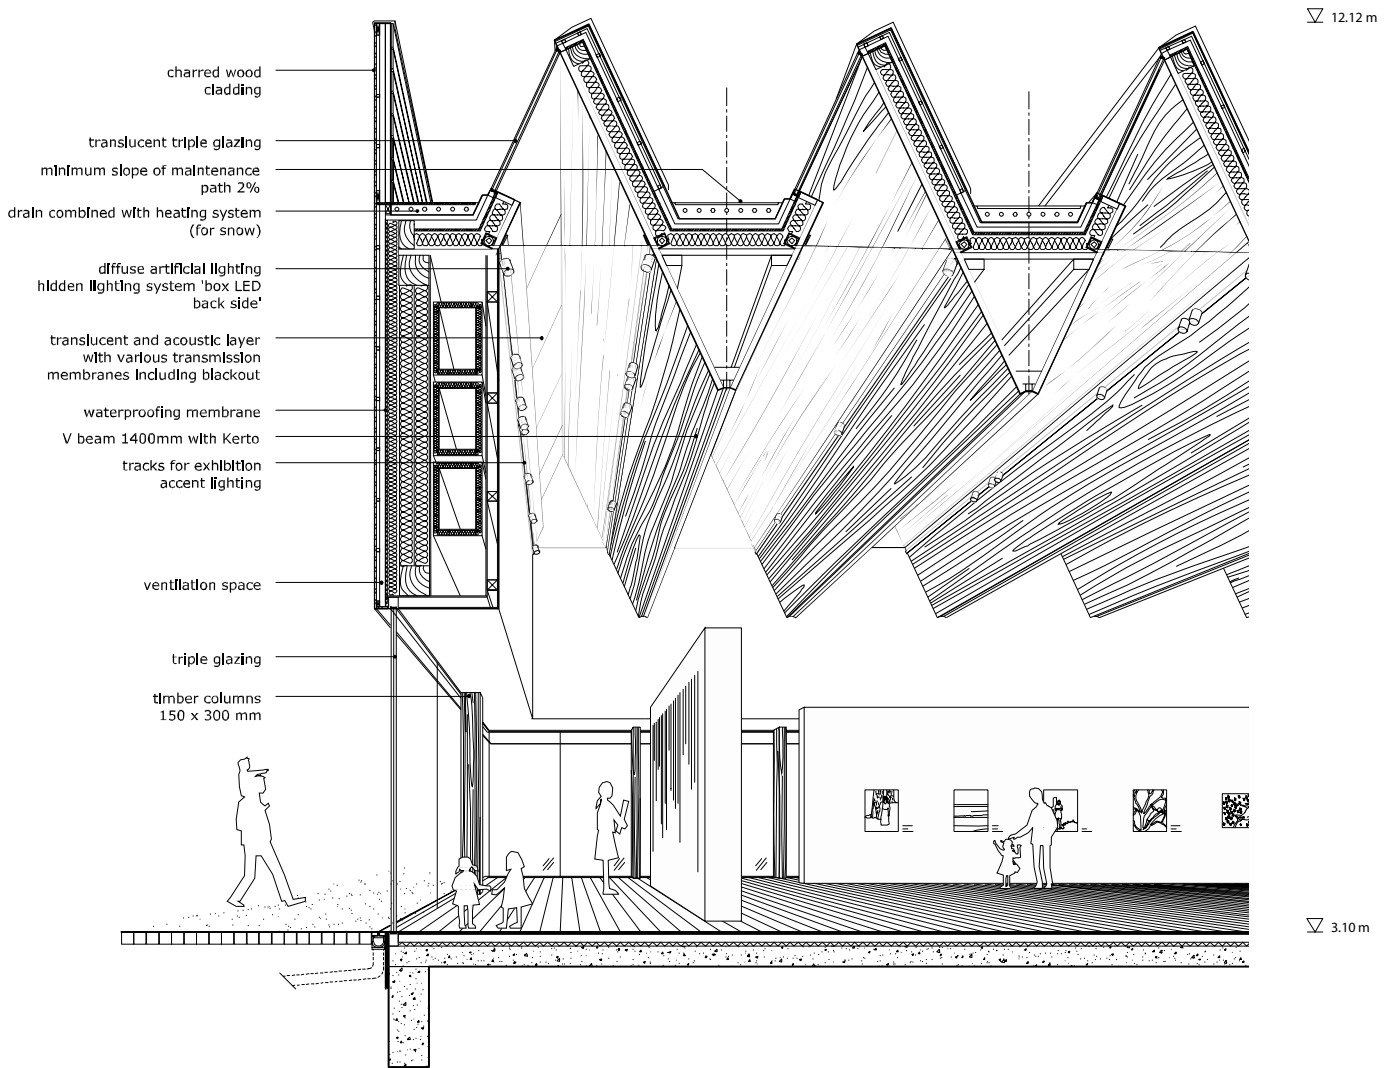 12.12 m
charred wood
cladding
translucent triple glazing
minimum slope of maintenance
path 2%
drain combined with heating system
(for snow)
diffuse artificial lighting
hidden lighting system 'box LED
back side'
translucent and acoustic layer
with various transmission
membranes including blackout
waterproofing membrane
V beam 1400mm with Kerto
tracks for exhibition
accent lighting
ventilation space
triple glazing
timber columns
150 x 300 mm
3.10 m